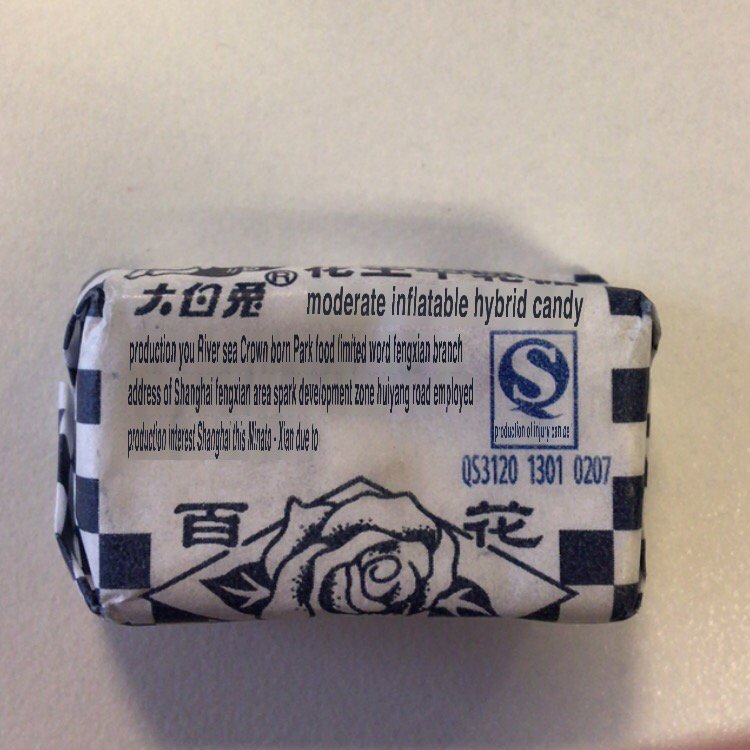 ®
大白兔
moderate inflatable hybrid candy
production you River sea Crown born Park food limited word fengxian branch
address of Shanghai fengxian area spark development zone huiyang road employed
production interest Shanghai this Minato - Xian due to
S
production of injury can ce
QS3120 1301 0207
百花